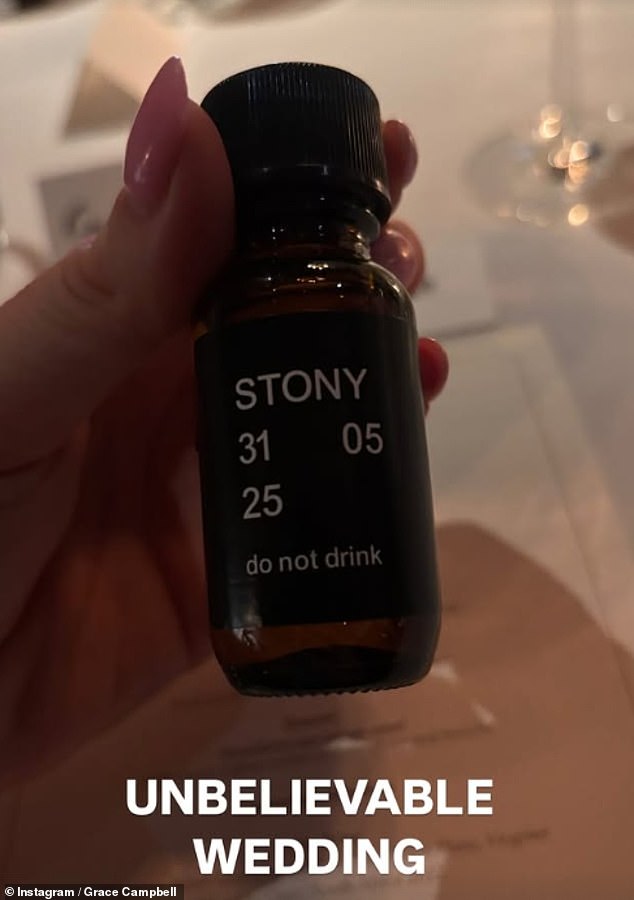 STONY
31 05
25
do not drink
UNBELIEVABLE
WEDDING
© Instagram / Grace Campbell